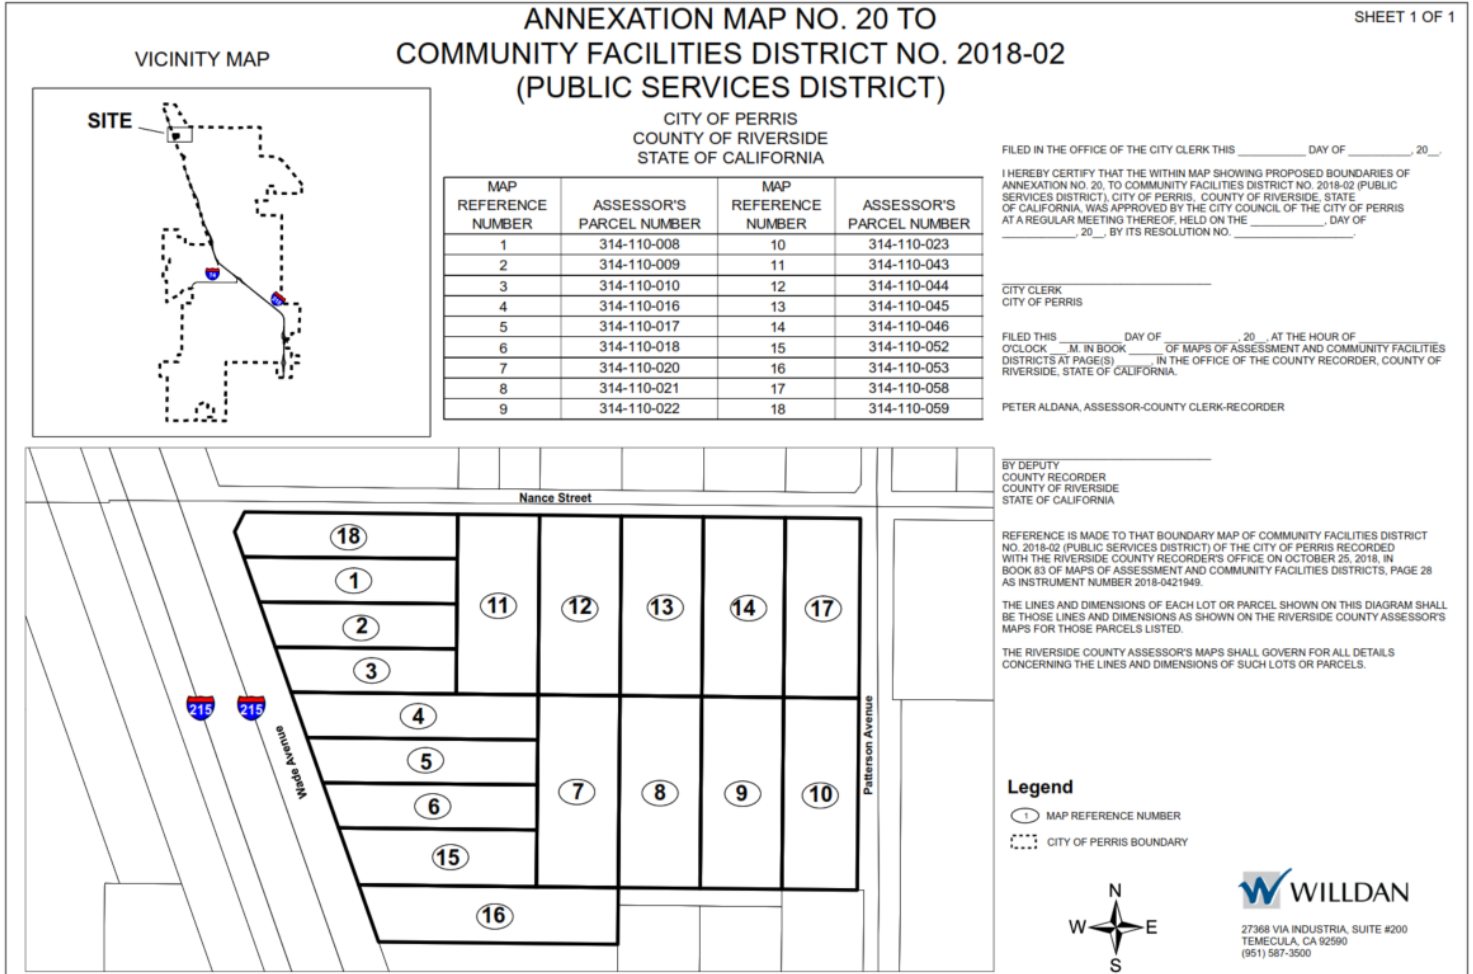 ANNEXATION MAP NO. 20 TO
COMMUNITY FACILITIES DISTRICT NO. 2018-02
(PUBLIC SERVICES DISTRICT)
SHEET 1 OF 1
CITY OF PERRIS
COUNTY OF RIVERSIDE
STATE OF CALIFORNIA
VICINITY MAP
SITE
74
MAP REFERENCE NUMBER ASSESSOR'S PARCEL NUMBER MAP REFERENCE NUMBER ASSESSOR'S PARCEL NUMBER
1 314-110-008 10 314-110-023
2 314-110-009 11 314-110-043
3 314-110-010 12 314-110-044
4 314-110-016 13 314-110-045
5 314-110-017 14 314-110-046
6 314-110-018 15 314-110-052
7 314-110-020 16 314-110-053
8 314-110-021 17 314-110-058
9 314-110-022 18 314-110-059
FILED IN THE OFFICE OF THE CITY CLERK THIS ____________ DAY OF ___________, 20__.
I HEREBY CERTIFY THAT THE WITHIN MAP SHOWING PROPOSED BOUNDARIES OF
ANNEXATION NO. 20, TO COMMUNITY FACILITIES DISTRICT NO. 2018-02 (PUBLIC
SERVICES DISTRICT), CITY OF PERRIS, COUNTY OF RIVERSIDE, STATE
OF CALIFORNIA, WAS APPROVED BY THE CITY COUNCIL OF THE CITY OF PERRIS
AT A REGULAR MEETING THEREOF, HELD ON THE _____________, DAY OF
_____________, 20__, BY ITS RESOLUTION NO. _____________________.
CITY CLERK
CITY OF PERRIS
FILED THIS ___________ DAY OF _____________, 20__, AT THE HOUR OF ______________
O'CLOCK ___.M. IN BOOK ______ OF MAPS OF ASSESSMENT AND COMMUNITY FACILITIES
DISTRICTS AT PAGE(S) ______, IN THE OFFICE OF THE COUNTY RECORDER, COUNTY OF
RIVERSIDE, STATE OF CALIFORNIA.
PETER ALDANA, ASSESSOR-COUNTY CLERK-RECORDER
BY DEPUTY
COUNTY RECORDER
COUNTY OF RIVERSIDE
STATE OF CALIFORNIA
REFERENCE IS MADE TO THAT BOUNDARY MAP OF COMMUNITY FACILITIES DISTRICT
NO. 2018-02 (PUBLIC SERVICES DISTRICT) OF THE CITY OF PERRIS RECORDED
WITH THE RIVERSIDE COUNTY RECORDER'S OFFICE ON OCTOBER 25, 2018, IN
BOOK 83 OF MAPS OF ASSESSMENT AND COMMUNITY FACILITIES DISTRICTS, PAGE 28
AS INSTRUMENT NUMBER 2018-0421949.
THE LINES AND DIMENSIONS OF EACH LOT OR PARCEL SHOWN ON THIS DIAGRAM SHALL
BE THOSE LINES AND DIMENSIONS AS SHOWN ON THE RIVERSIDE COUNTY ASSESSOR'S
MAPS FOR THOSE PARCELS LISTED.
THE RIVERSIDE COUNTY ASSESSOR'S MAPS SHALL GOVERN FOR ALL DETAILS
CONCERNING THE LINES AND DIMENSIONS OF SUCH LOTS OR PARCELS.
Nance Street
18
1
2
3
11
12
13
14
17
4
5
6
15
16
7
8
9
10
215
215
Wade Avenue
Patterson Avenue
Legend
1 MAP REFERENCE NUMBER
CITY OF PERRIS BOUNDARY
N
W E
S
WILLDAN
27368 VIA INDUSTRIA, SUITE #200
TEMECULA, CA 92590
(951) 587-3500